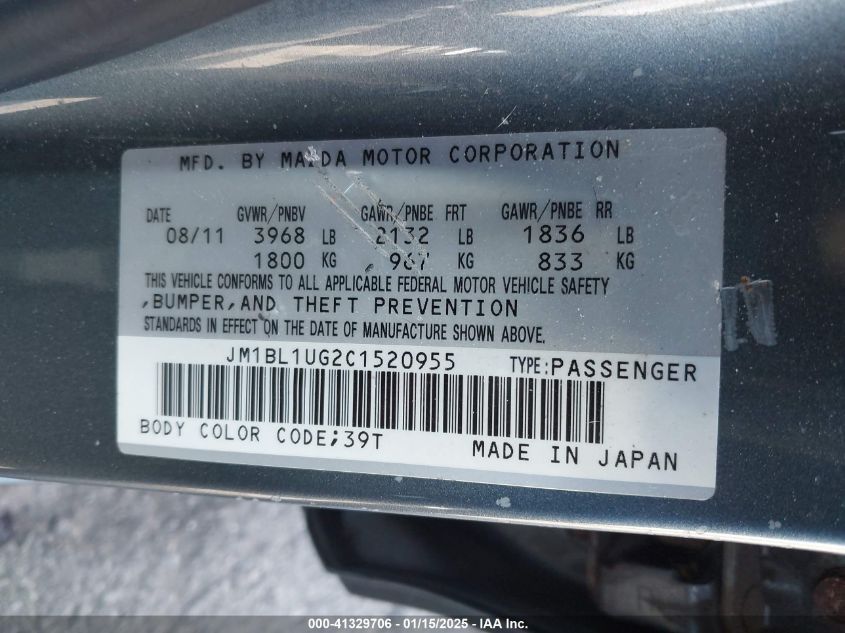 MFD. BY MAZDA MOTOR CORPORATION
DATE GVWR/PNBV GAWR/PNBE FRT GAWR/PNBE RR
08/11 3968 LB 2132 LB 1836 LB
1800 KG 967 KG 833 KG
THIS VEHICLE CONFORMS TO ALL APPLICABLE FEDERAL MOTOR VEHICLE SAFETY
,BUMPER,AND THEFT PREVENTION
STANDARDS IN EFFECT ON THE DATE OF MANUFACTURE SHOWN ABOVE.
JM1BL1UG2C1520955 TYPE:PASSENGER
BODY COLOR CODE;39T MADE IN JAPAN
000-41329706 - 01/15/2025 - IAA Inc.